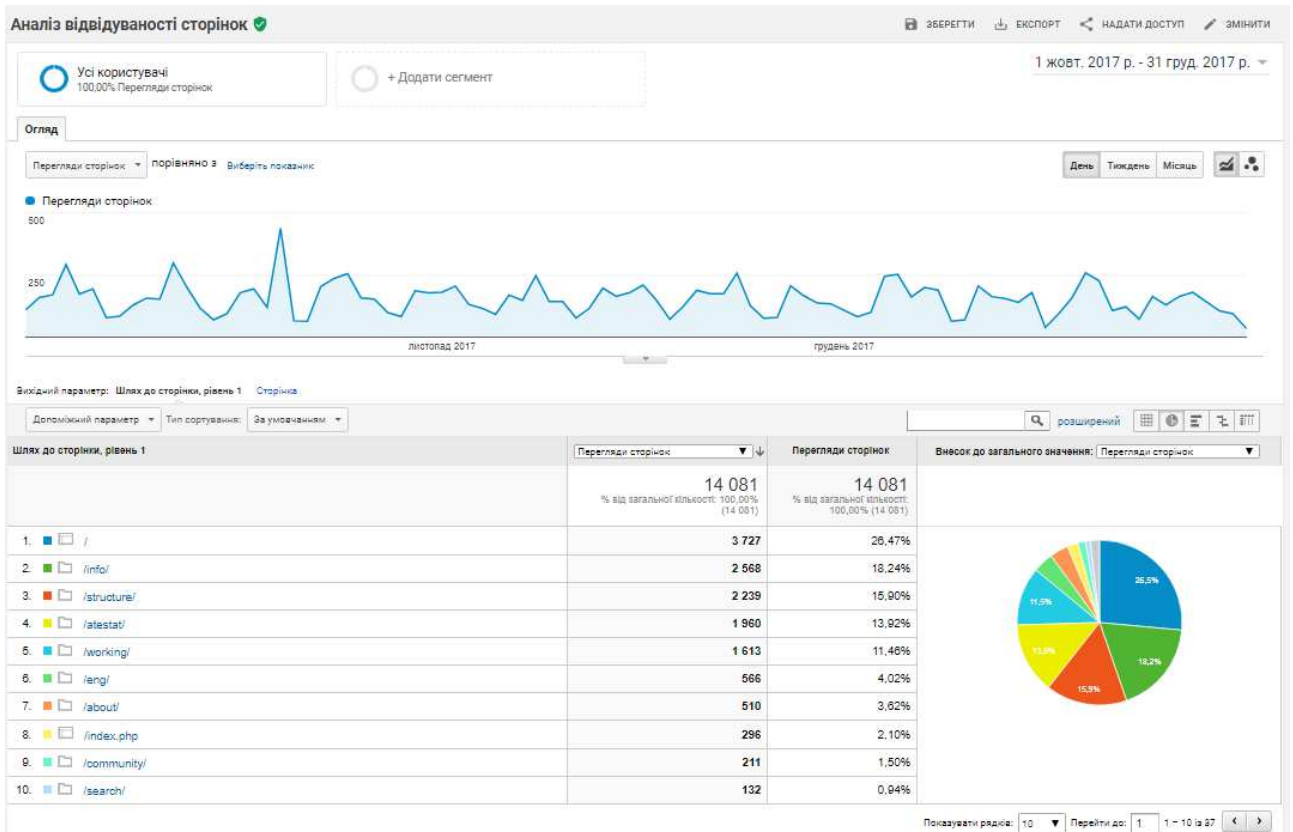 Аналіз відвідуваності сторінок
ЗБЕРЕГТИ ЕКСПОРТ НАДАТИ ДОСТУП ЗМІНИТИ
Усі користувачі
100,00% Перегляди сторінок
+ Додати сегмент
1 жовт. 2017 р. - 31 груд. 2017 р.
Огляд
Перегляди сторінок порівняно з Виберіть показник
День Тиждень Місяць
Перегляди сторінок
500
250
листопад 2017 грудень 2017
Вихідний параметр: Шлях до сторінки, рівень 1 Сторінка
Допоміжний параметр Тип сортування: За умовчанням розширений
Шлях до сторінки, рівень 1 Перегляди сторінок Перегляди сторінок Внесок до загального значення: Перегляди сторінок
14 081 14 081
% від загальної кількості: 100,00% (14 081) % від загальної кількості: 100,00% (14 081)
1. / 3 727 26,47%
2. /info/ 2 568 18,24%
3. /structure/ 2 239 15,90%
4. /atestat/ 1 960 13,92%
5. /working/ 1 613 11,46%
6. /eng/ 566 4,02%
7. /about/ 510 3,62%
8. /index.php 296 2,10%
9. /community/ 211 1,50%
10. /search/ 132 0,94%
26,5%
11,5%
18,2%
15,9%
Показувати рядків: 10 Перейти до: 1 1 – 10 із 37